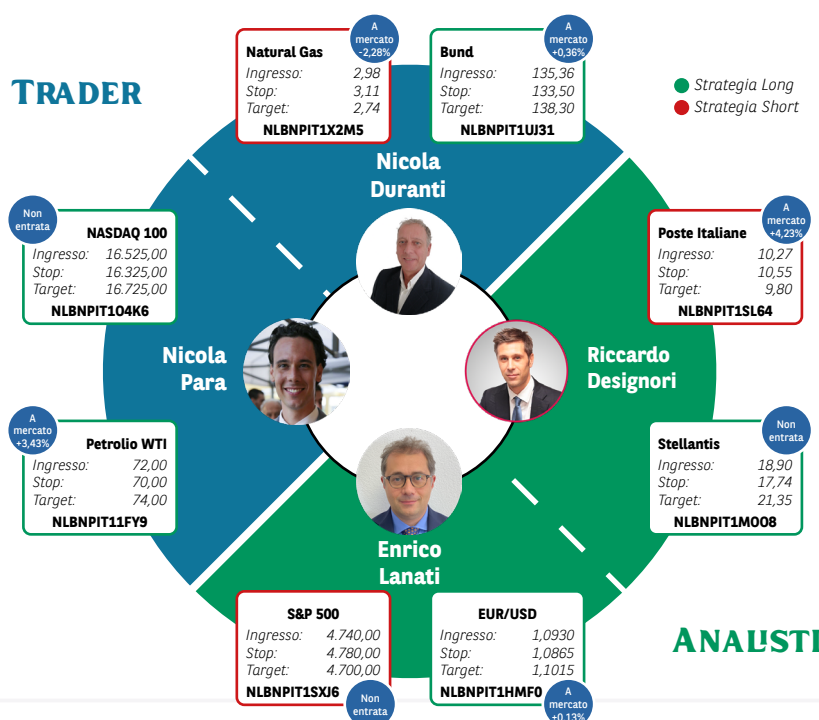 TRADER
A
mercato
-2,28%
Natural Gas
Ingresso: 2,98
Stop: 3,11
Target: 2,74
NLBNPIT1X2M5
A
mercato
+0,36%
Bund
Ingresso: 135,36
Stop: 133,50
Target: 138,30
NLBNPIT1UJ31
Strategia Long
Strategia Short
Nicola
Duranti
Non
entrata
NASDAQ 100
Ingresso: 16.525,00
Stop: 16.325,00
Target: 16.725,00
NLBNPIT1O4K6
A
mercato
+4,23%
Poste Italiane
Ingresso: 10,27
Stop: 10,55
Target: 9,80
NLBNPIT1SL64
Nicola
Para
Riccardo
Designori
A
mercato
+3,43%
Petrolio WTI
Ingresso: 72,00
Stop: 70,00
Target: 74,00
NLBNPIT11FY9
Non
entrata
Stellantis
Ingresso: 18,90
Stop: 17,74
Target: 21,35
NLBNPIT1MOO8
Enrico
Lanati
S&P 500
Ingresso: 4.740,00
Stop: 4.780,00
Target: 4.700,00
NLBNPIT1SXJ6
Non
entrata
EUR/USD
Ingresso: 1,0930
Stop: 1,0865
Target: 1,1015
NLBNPIT1HMF0
A
mercato
+0,13%
ANALISTI